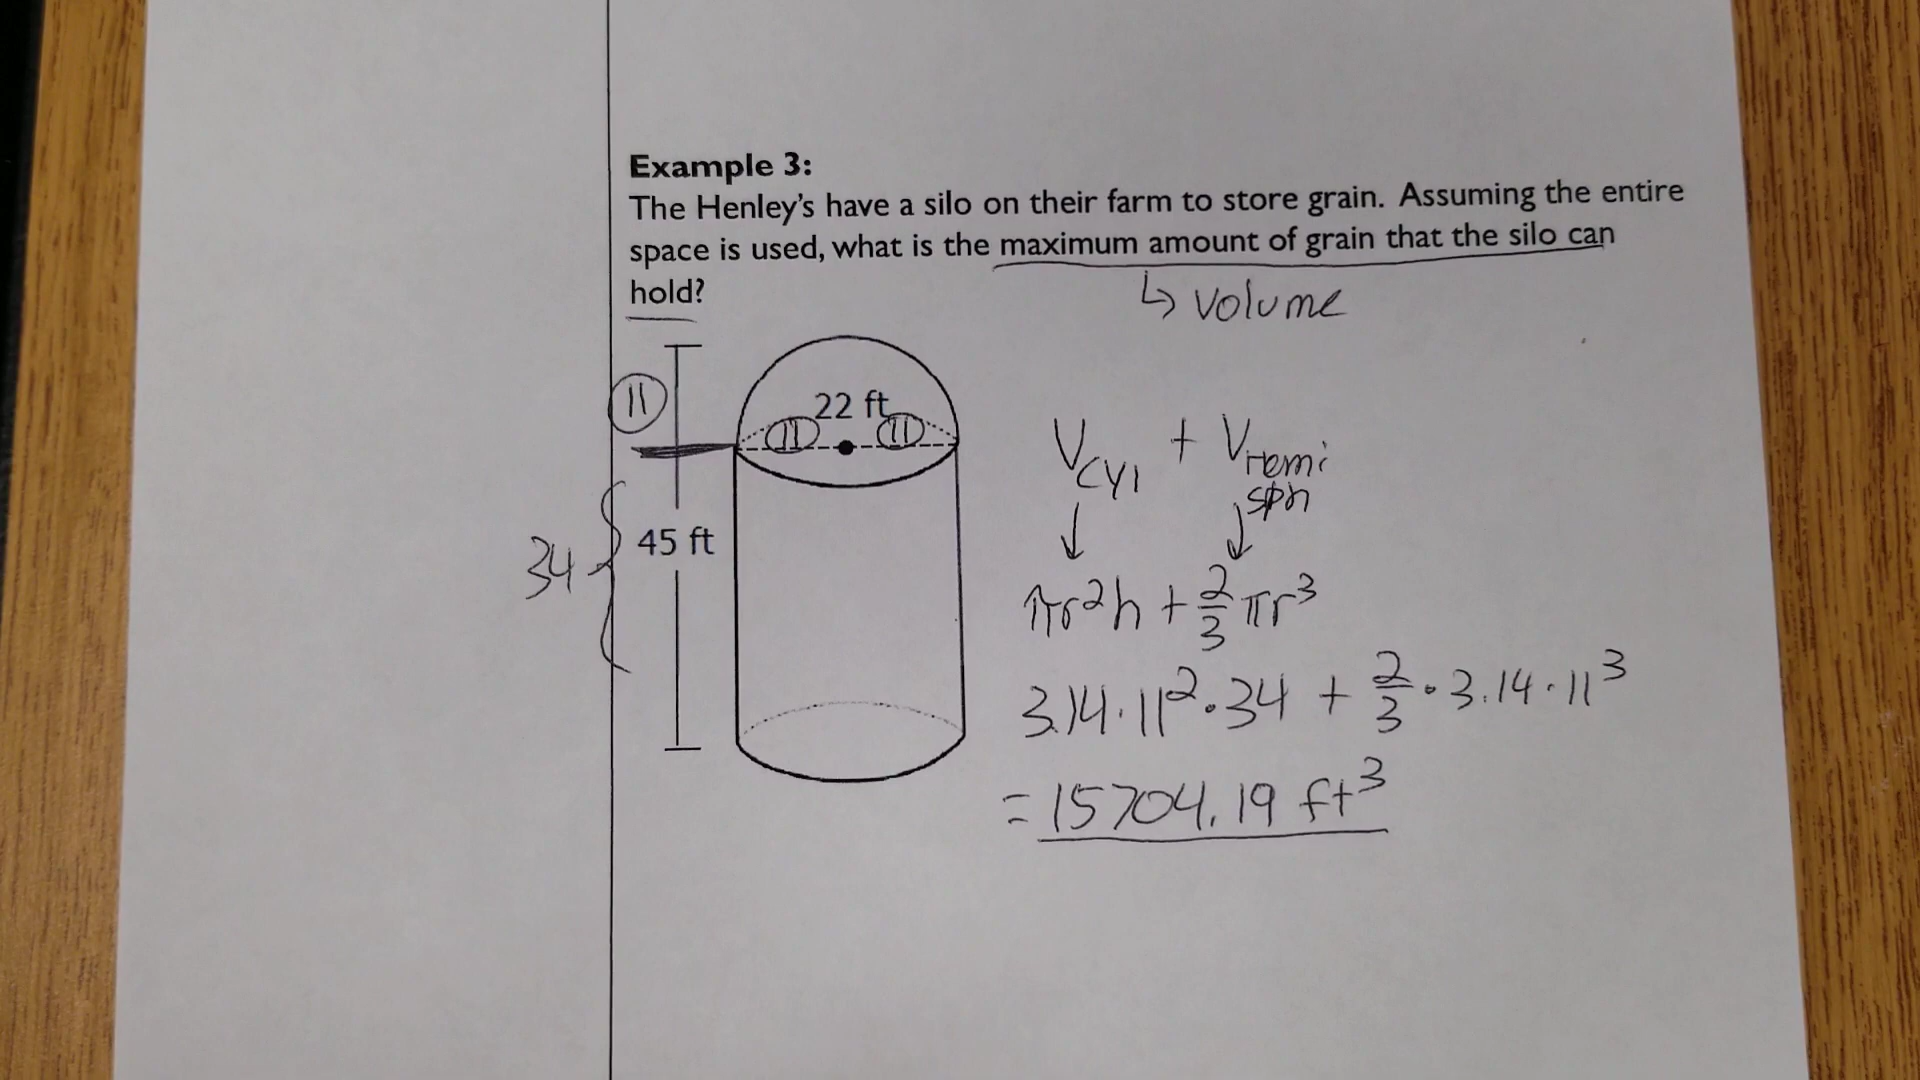 Example 3:
The Henley's have a silo on their farm to store grain. Assuming the entire
space is used, what is the maximum amount of grain that the silo can
hold?
↳ volume
11
22 ft
11 11
45 ft
34
V_cyl + V_Hemi sph
↓ ↓
πr²h + 2/3 πr³
3.14 · 11² · 34 + 2/3 · 3.14 · 11³
= 15704.19 ft³